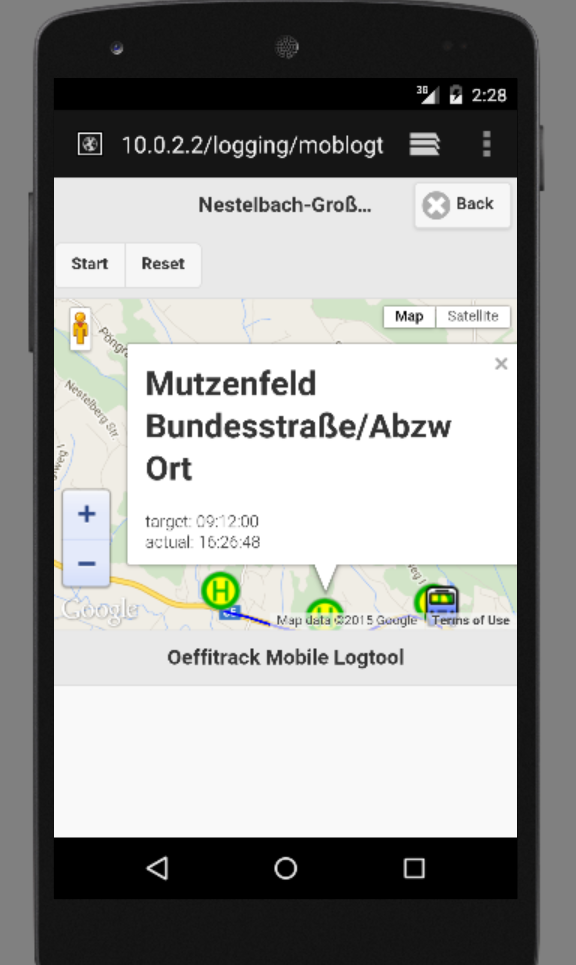 3G
2:28
10.0.2.2/logging/moblogt
Nestelbach-Groß...
Back
Start
Reset
Map
Satellite
Nestelberg Str.
Mutzenfeld
Bundesstraße/Abzw
Ort
target: 09:12:00
actual: 16:26:48
+
−
H
H
Google
Map data ©2015 Google
Terms of Use
Oeffitrack Mobile Logtool